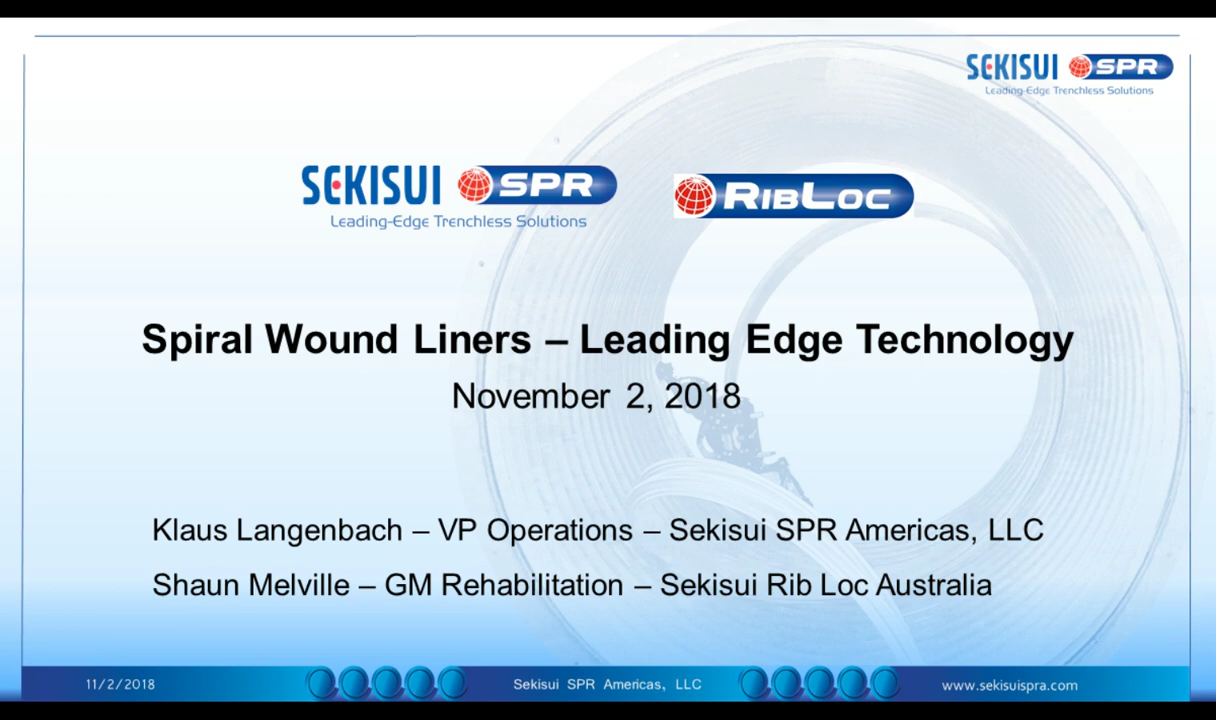 SEKISUI SPR
Leading-Edge Trenchless Solutions
SEKISUI SPR
Leading-Edge Trenchless Solutions
RIBLOC
Spiral Wound Liners – Leading Edge Technology
November 2, 2018
Klaus Langenbach – VP Operations – Sekisui SPR Americas, LLC
Shaun Melville – GM Rehabilitation – Sekisui Rib Loc Australia
11/2/2018
Sekisui SPR Americas, LLC
www.sekisuispra.com